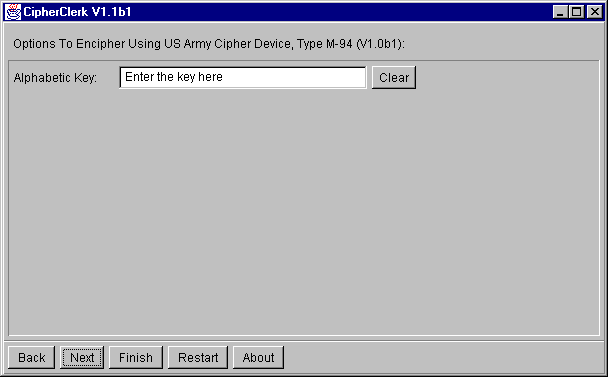 CipherClerk V1.1b1
Options To Encipher Using US Army Cipher Device, Type M-94 (V1.0b1):
Alphabetic Key: Enter the key here Clear
Back Next Finish Restart About